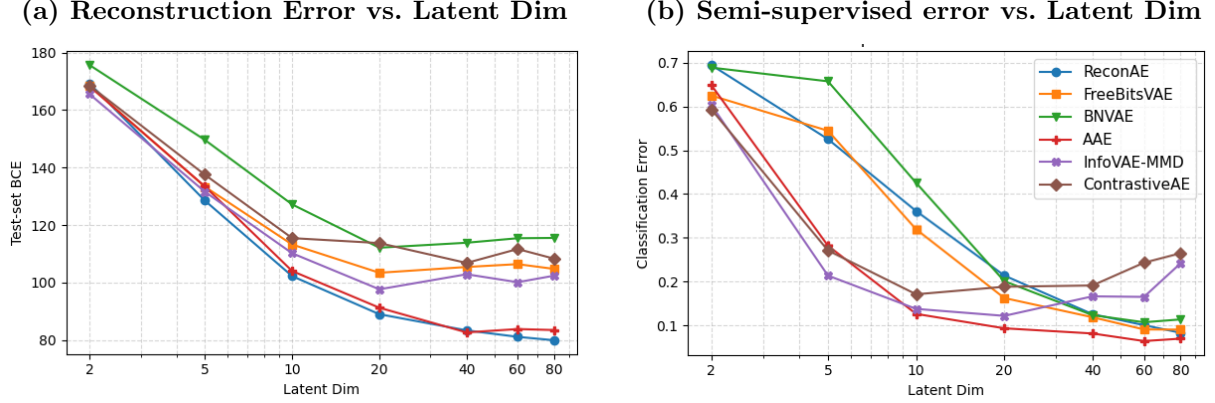 (a) Reconstruction Error vs. Latent Dim
180
160
140
120
100
80
Test-set BCE
2
5
10
20
40
60
80
Latent Dim
(b) Semi-supervised error vs. Latent Dim
0.7
0.6
0.5
0.4
0.3
0.2
0.1
Classification Error
2
5
10
20
40
60
80
Latent Dim
ReconAE
FreeBitsVAE
BNVAE
AAE
InfoVAE-MMD
ContrastiveAE